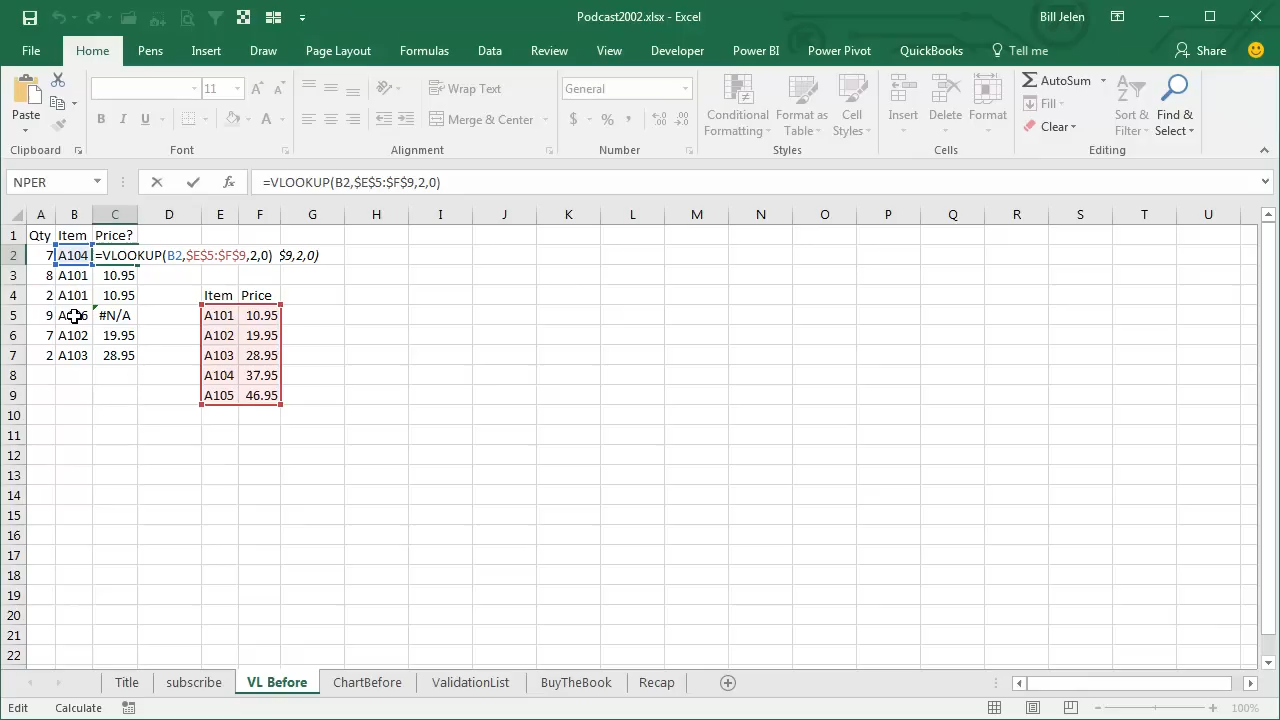 Podcast2002.xlsx - Excel
Bill Jelen
File Home Pens Insert Draw Page Layout Formulas Data Review View Developer Power BI Power Pivot QuickBooks Tell me Share
Paste
Clipboard
11
B I U
Font
Wrap Text
Merge & Center
Alignment
General
$ % ,
Number
Conditional Formatting
Format as Table
Cell Styles
Styles
Insert Delete Format
Cells
AutoSum
Fill
Clear
Sort & Filter
Find & Select
Editing
NPER
fx
=VLOOKUP(B2,$E$5:$F$9,2,0)
A B C D E F G H I J K L M N O P Q R S T U
1 Qty Item Price?
2 7 A104 =VLOOKUP(B2,$E$5:$F$9,2,0) $9,2,0)
3 8 A101 10.95
4 2 A101 10.95 Item Price
5 9 #N/A A101 10.95
6 7 A102 19.95 A102 19.95
7 2 A103 28.95 A103 28.95
8 A104 37.95
9 A105 46.95
10
11
12
13
14
15
16
17
18
19
20
21
22
Title subscribe VL Before ChartBefore ValidationList BuyTheBook Recap
Edit Calculate 100%